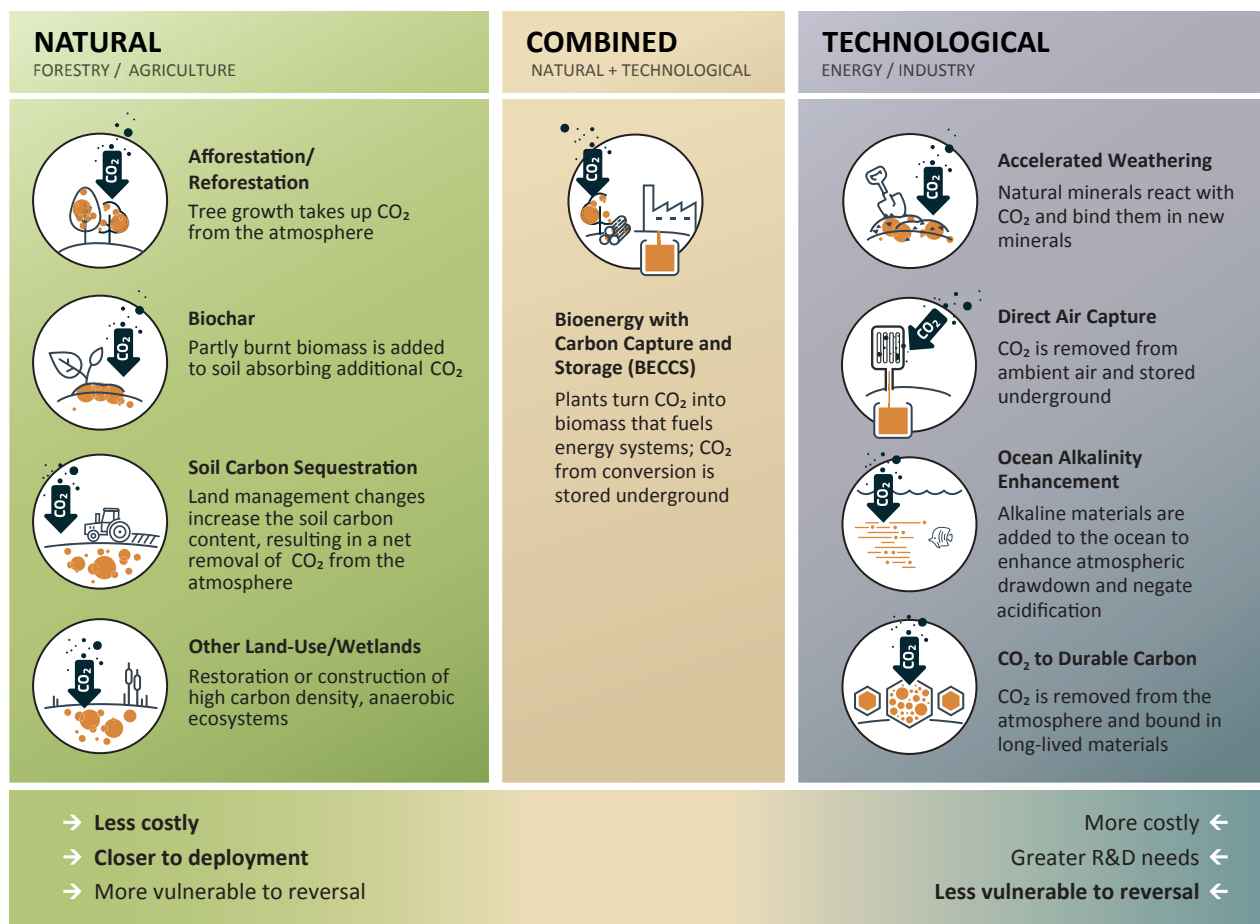 NATURAL
FORESTRY / AGRICULTURE
CO₂
Afforestation/
Reforestation
Tree growth takes up CO₂
from the atmosphere
CO₂
Biochar
Partly burnt biomass is added
to soil absorbing additional CO₂
CO₂
Soil Carbon Sequestration
Land management changes
increase the soil carbon
content, resulting in a net
removal of CO₂ from the
atmosphere
CO₂
Other Land-Use/Wetlands
Restoration or construction of
high carbon density, anaerobic
ecosystems
COMBINED
NATURAL + TECHNOLOGICAL
CO₂
Bioenergy with
Carbon Capture and
Storage (BECCS)
Plants turn CO₂ into
biomass that fuels
energy systems; CO₂
from conversion is
stored underground
TECHNOLOGICAL
ENERGY / INDUSTRY
CO₂
Accelerated Weathering
Natural minerals react with
CO₂ and bind them in new
minerals
CO₂
Direct Air Capture
CO₂ is removed from
ambient air and stored
underground
CO₂
Ocean Alkalinity
Enhancement
Alkaline materials are
added to the ocean to
enhance atmospheric
drawdown and negate
acidification
CO₂
CO₂ to Durable Carbon
CO₂ is removed from the
atmosphere and bound in
long-lived materials
→ Less costly
→ Closer to deployment
→ More vulnerable to reversal
More costly ←
Greater R&D needs ←
Less vulnerable to reversal ←